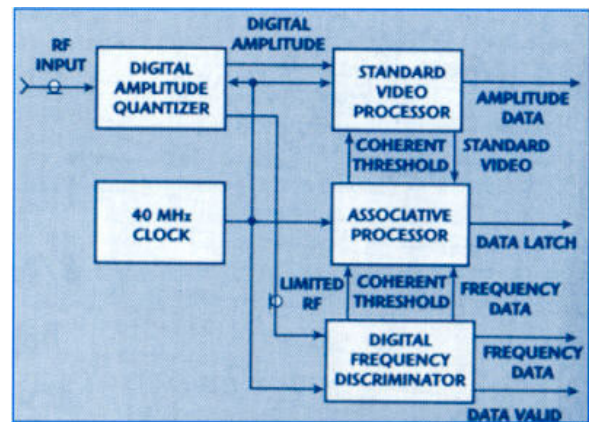 RF
INPUT
DIGITAL
AMPLITUDE
QUANTIZER
DIGITAL
AMPLITUDE
STANDARD
VIDEO
PROCESSOR
AMPLITUDE
DATA
COHERENT
THRESHOLD
STANDARD
VIDEO
40 MHz
CLOCK
ASSOCIATIVE
PROCESSOR
DATA LATCH
LIMITED
RF
COHERENT
THRESHOLD
FREQUENCY
DATA
DIGITAL
FREQUENCY
DISCRIMINATOR
FREQUENCY
DATA
DATA VALID